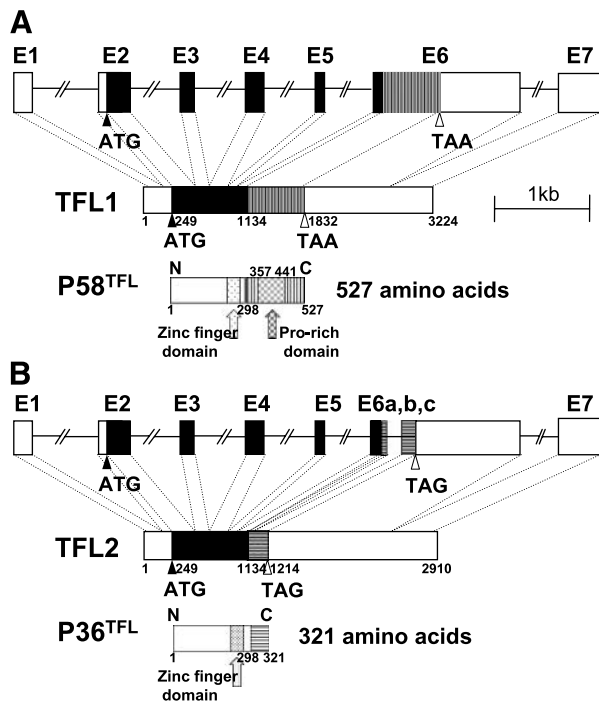 A
E1 E2 E3 E4 E5 E6 E7
ATG TAA
TFL1
1 249 1134 1832 3224
1kb
ATG TAA
N 357 441 C
P58TFL
527 amino acids
1 298 527
Zinc finger domain
Pro-rich domain
B
E1 E2 E3 E4 E5 E6a,b,c E7
ATG TAG
TFL2
1 249 1134 1214 2910
ATG TAG
N C
P36TFL
321 amino acids
1 298 321
Zinc finger domain